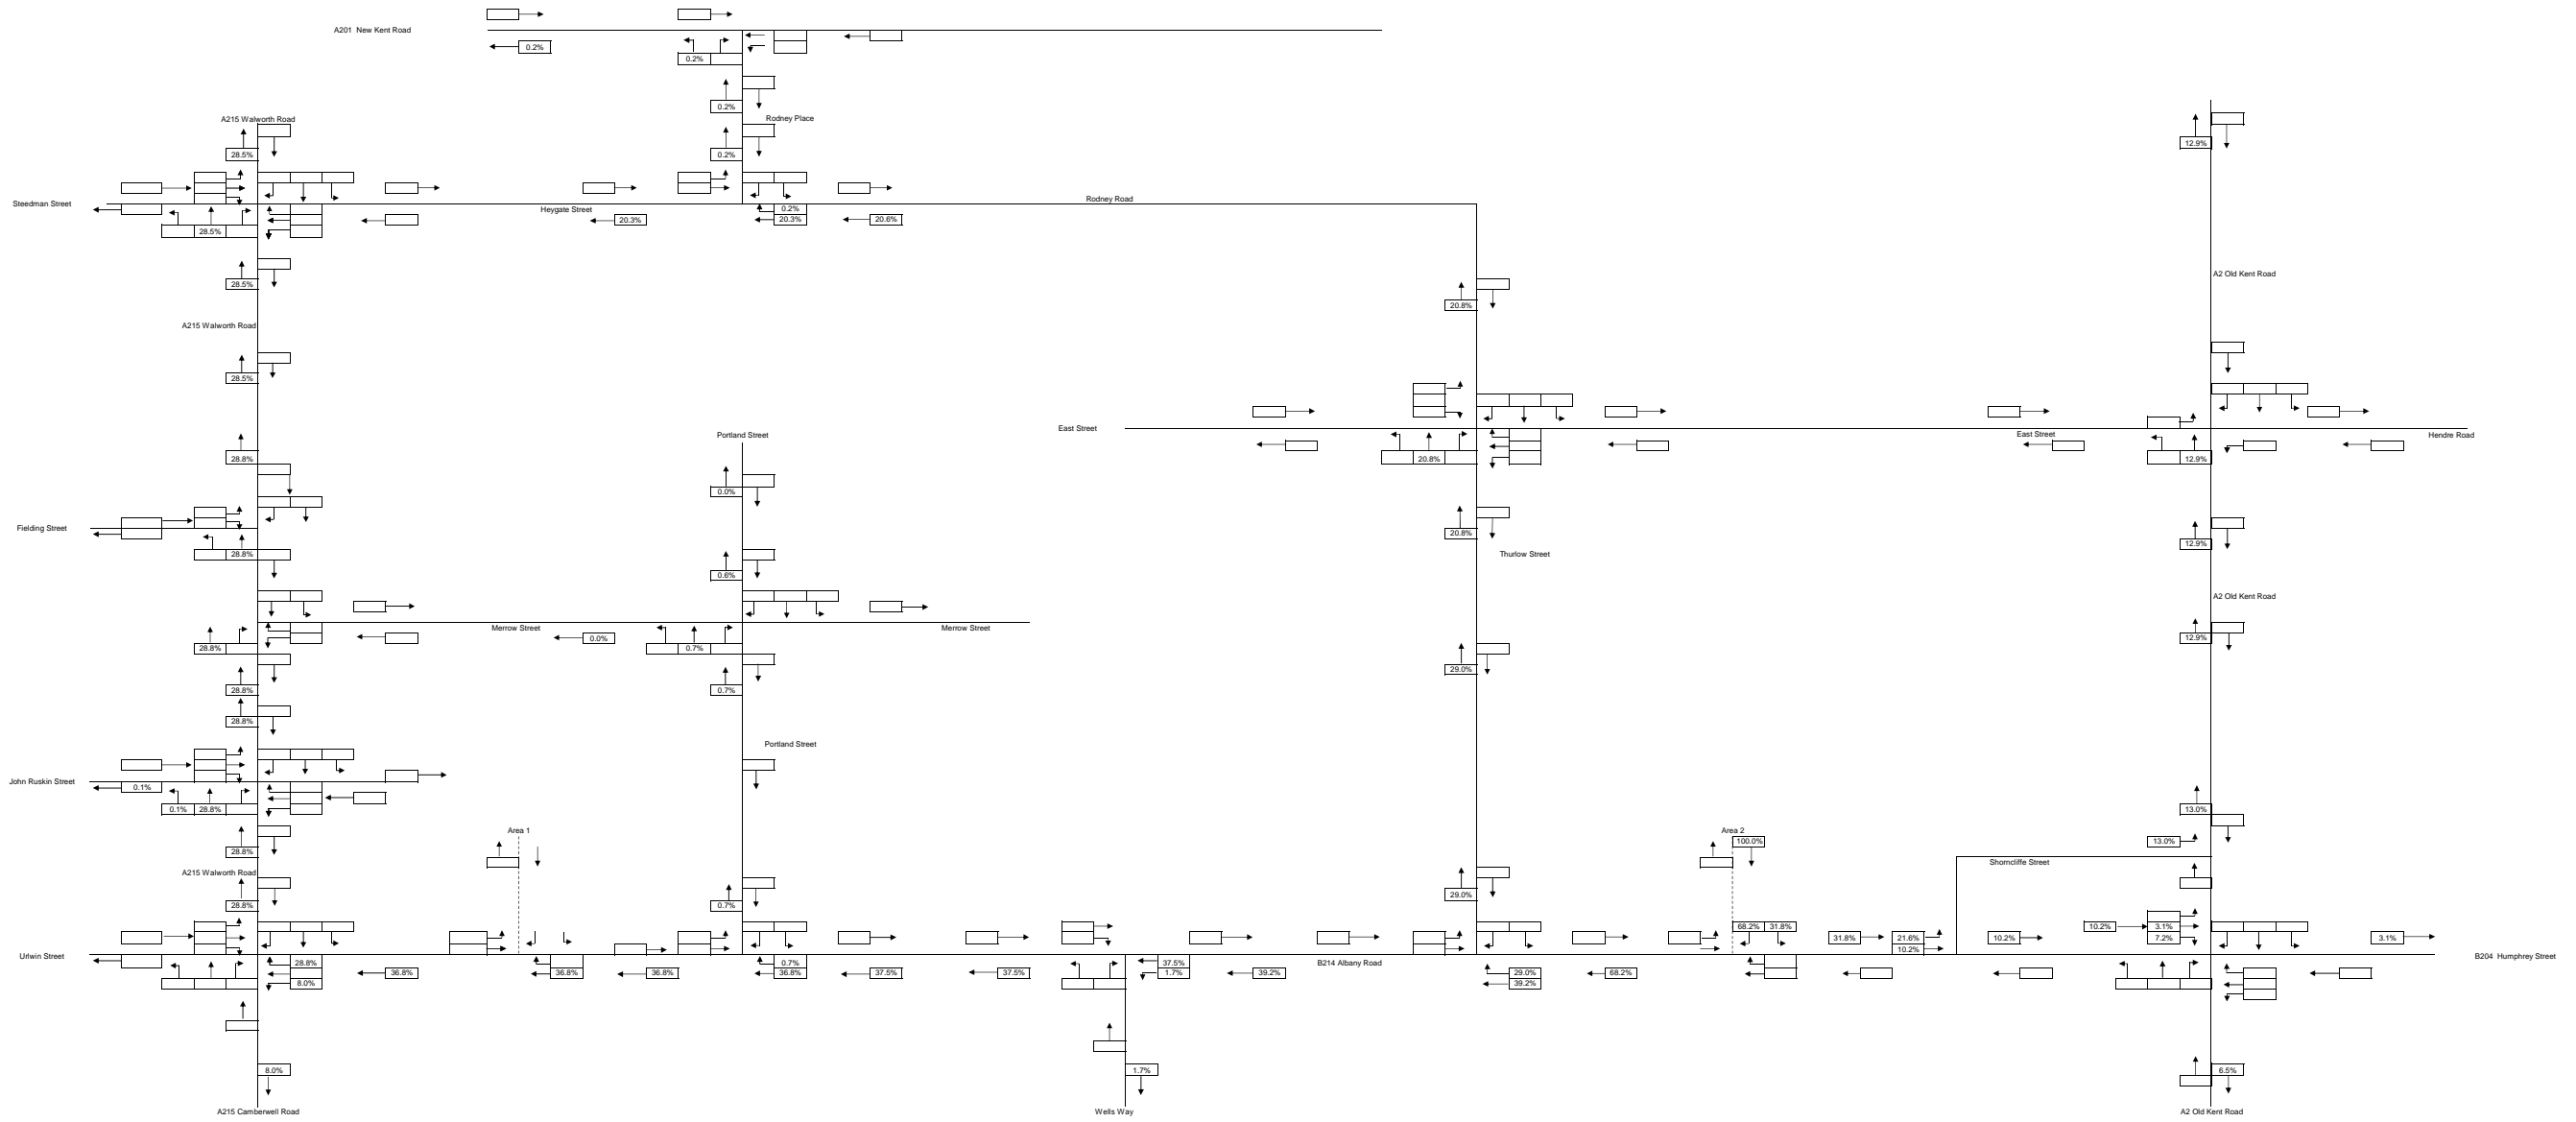 A201 New Kent Road
0.2%
0.2%
0.2%
A215 Walworth Road
Rodney Place
12.9%
28.5%
0.2%
Steedman Street
Rodney Road
Heygate Street
0.2%
20.3%
20.3%
20.6%
28.5%
A2 Old Kent Road
28.5%
20.8%
A215 Walworth Road
28.5%
East Street
Portland Street
East Street
Hendre Road
28.8%
20.8%
12.9%
0.0%
Fielding Street
20.8%
12.9%
28.8%
Thurlow Street
0.6%
A2 Old Kent Road
Merrow Street
Merrow Street
0.0%
12.9%
28.8%
0.7%
29.0%
28.8%
0.7%
28.8%
Portland Street
John Ruskin Street
0.1%
0.1%
28.8%
13.0%
Area 1
Area 2
100.0%
13.0%
28.8%
Shorncliffe Street
A215 Walworth Road
29.0%
28.8%
0.7%
68.2%
31.8%
10.2%
3.1%
31.8%
21.6%
10.2%
7.2%
3.1%
10.2%
Urlwin Street
B204 Humphrey Street
28.8%
0.7%
37.5%
B214 Albany Road
36.8%
36.8%
36.8%
36.8%
37.5%
37.5%
1.7%
39.2%
29.0%
68.2%
8.0%
39.2%
8.0%
1.7%
6.5%
A215 Camberwell Road
Wells Way
A2 Old Kent Road